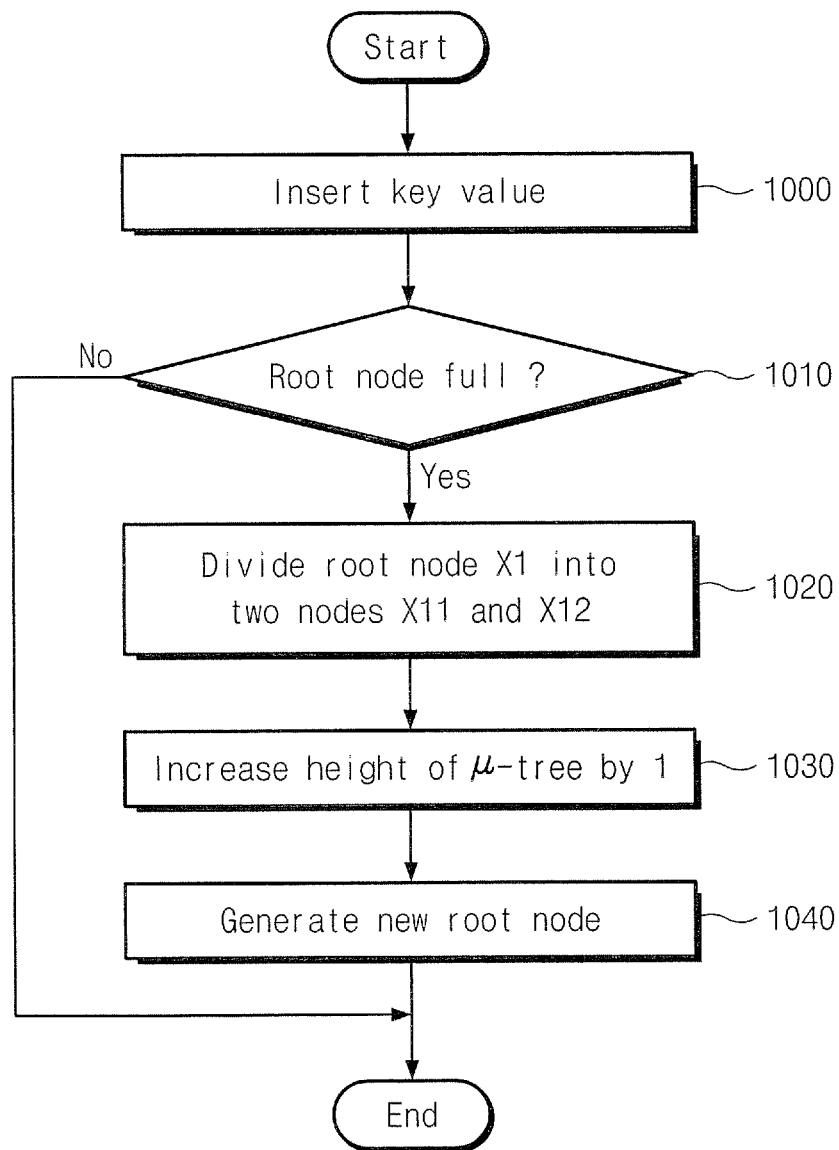 Start
Insert key value
1000
No
Root node full ?
1010
Yes
Divide root node X1 into
two nodes X11 and X12
1020
Increase height of μ-tree by 1
1030
Generate new root node
1040
End